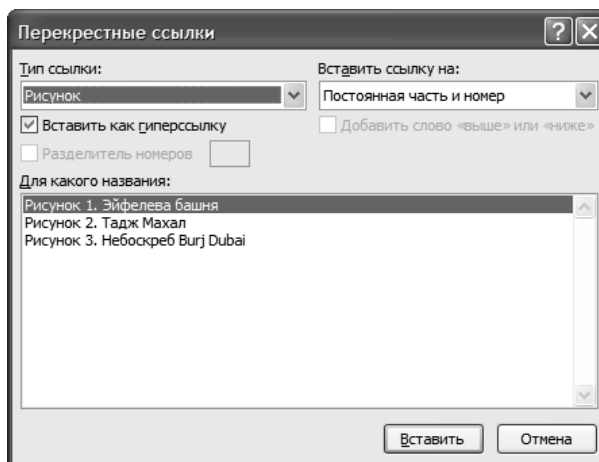 Перекрестные ссылки
Тип ссылки:
Вставить ссылку на:
Рисунок
Постоянная часть и номер
Вставить как гиперссылку
Добавить слово «выше» или «ниже»
Разделитель номеров
Для какого названия:
Рисунок 1. Эйфелева башня
Рисунок 2. Тадж Махал
Рисунок 3. Небоскреб Burj Dubai
Вставить
Отмена